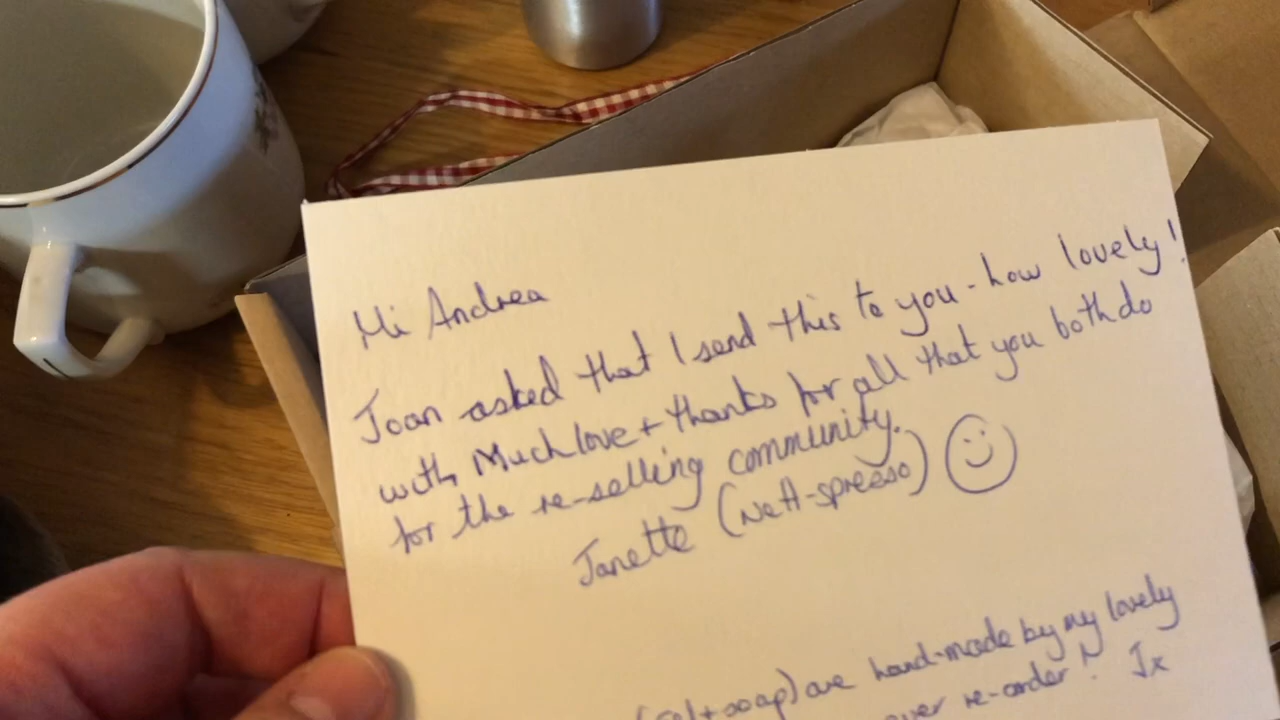 Hi Andrea
Joan asked that I send this to you - how lovely!
with Much love + thanks for all that you both do
for the re-selling community.
Janette (Nett-spresso)
+soap) are hand-made by my lovely
re-order! Jx